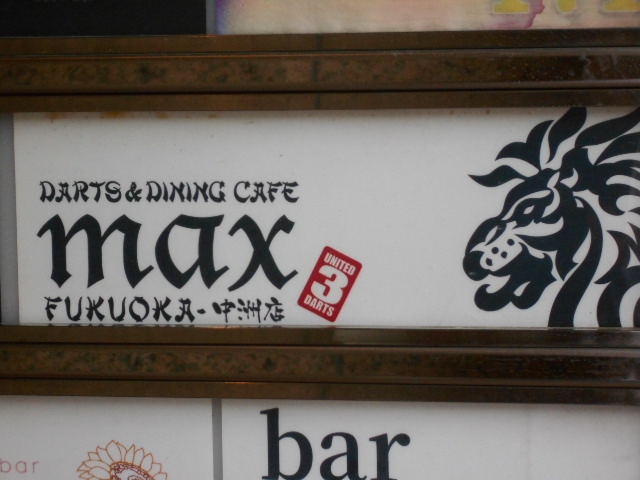 DARTS & DINING CAFE
max
FUKUOKA-中洲店
UNITED
3
DARTS
bar
bar